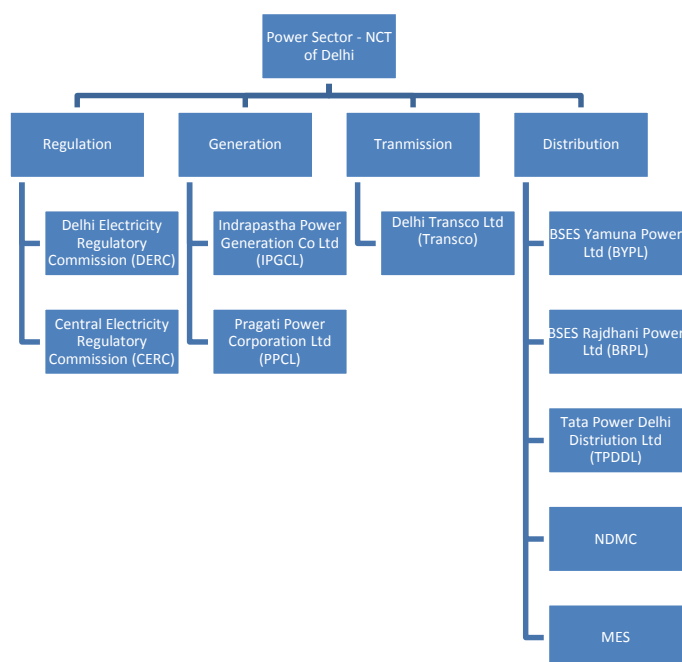 Power Sector - NCT
of Delhi
Regulation
Generation
Tranmission
Distribution
Delhi Electricity
Regulatory
Commission (DERC)
Central Electricity
Regulatory
Commission (CERC)
Indrapastha Power
Generation Co Ltd
(IPGCL)
Pragati Power
Corporation Ltd
(PPCL)
Delhi Transco Ltd
(Transco)
BSES Yamuna Power
Ltd (BYPL)
BSES Rajdhani Power
Ltd (BRPL)
Tata Power Delhi
Distriution Ltd
(TPDDL)
NDMC
MES